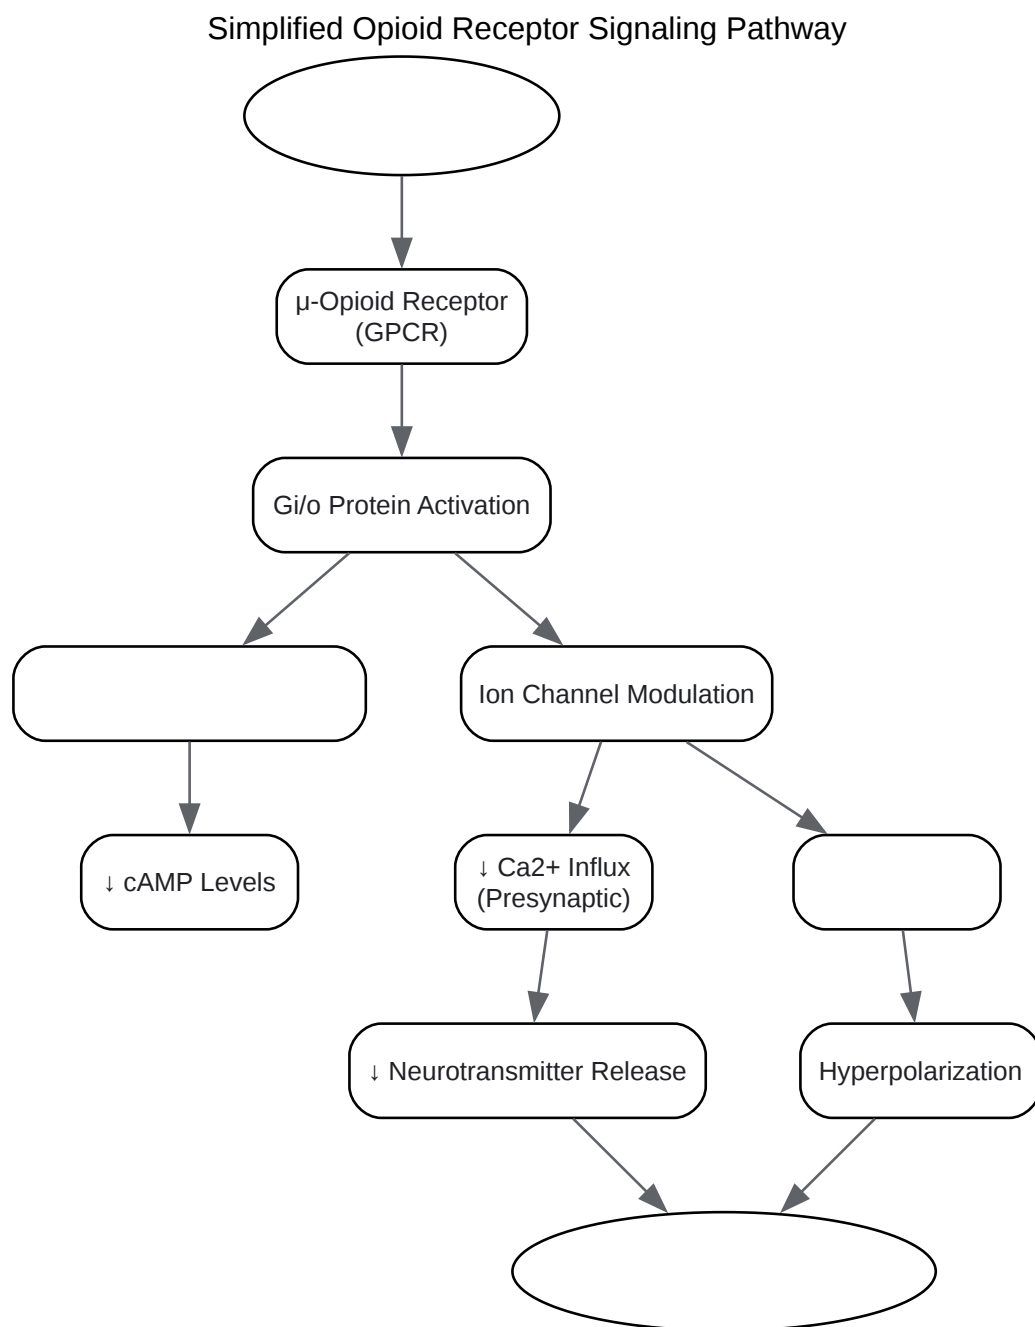 Simplified Opioid Receptor Signaling Pathway
μ-Opioid Receptor
(GPCR)
Gi/o Protein Activation
Ion Channel Modulation
↓ cAMP Levels
↓ Ca2+ Influx
(Presynaptic)
↓ Neurotransmitter Release
Hyperpolarization